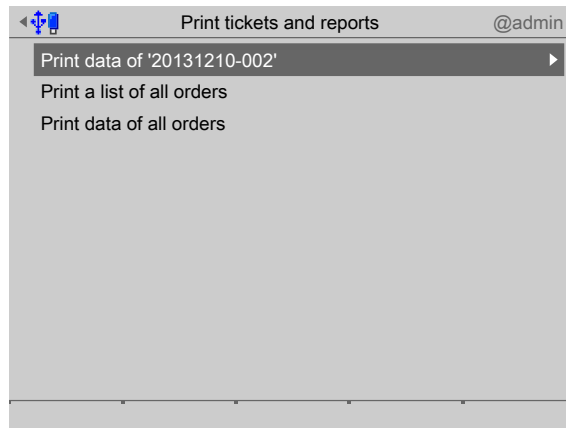 Print tickets and reports @admin
Print data of '20131210-002'
Print a list of all orders
Print data of all orders